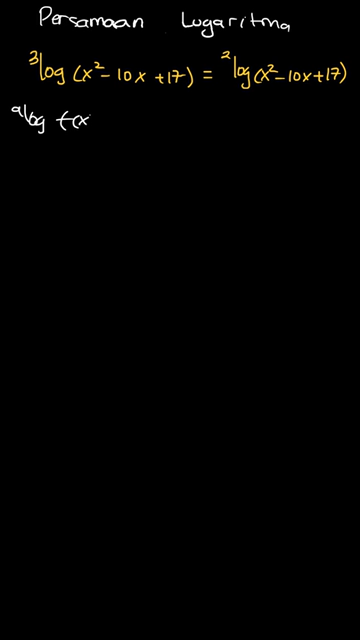 Persamaan Logaritma
³log (x² - 10x + 17) = ²log (x² - 10x + 17)
ᵃlog f(x